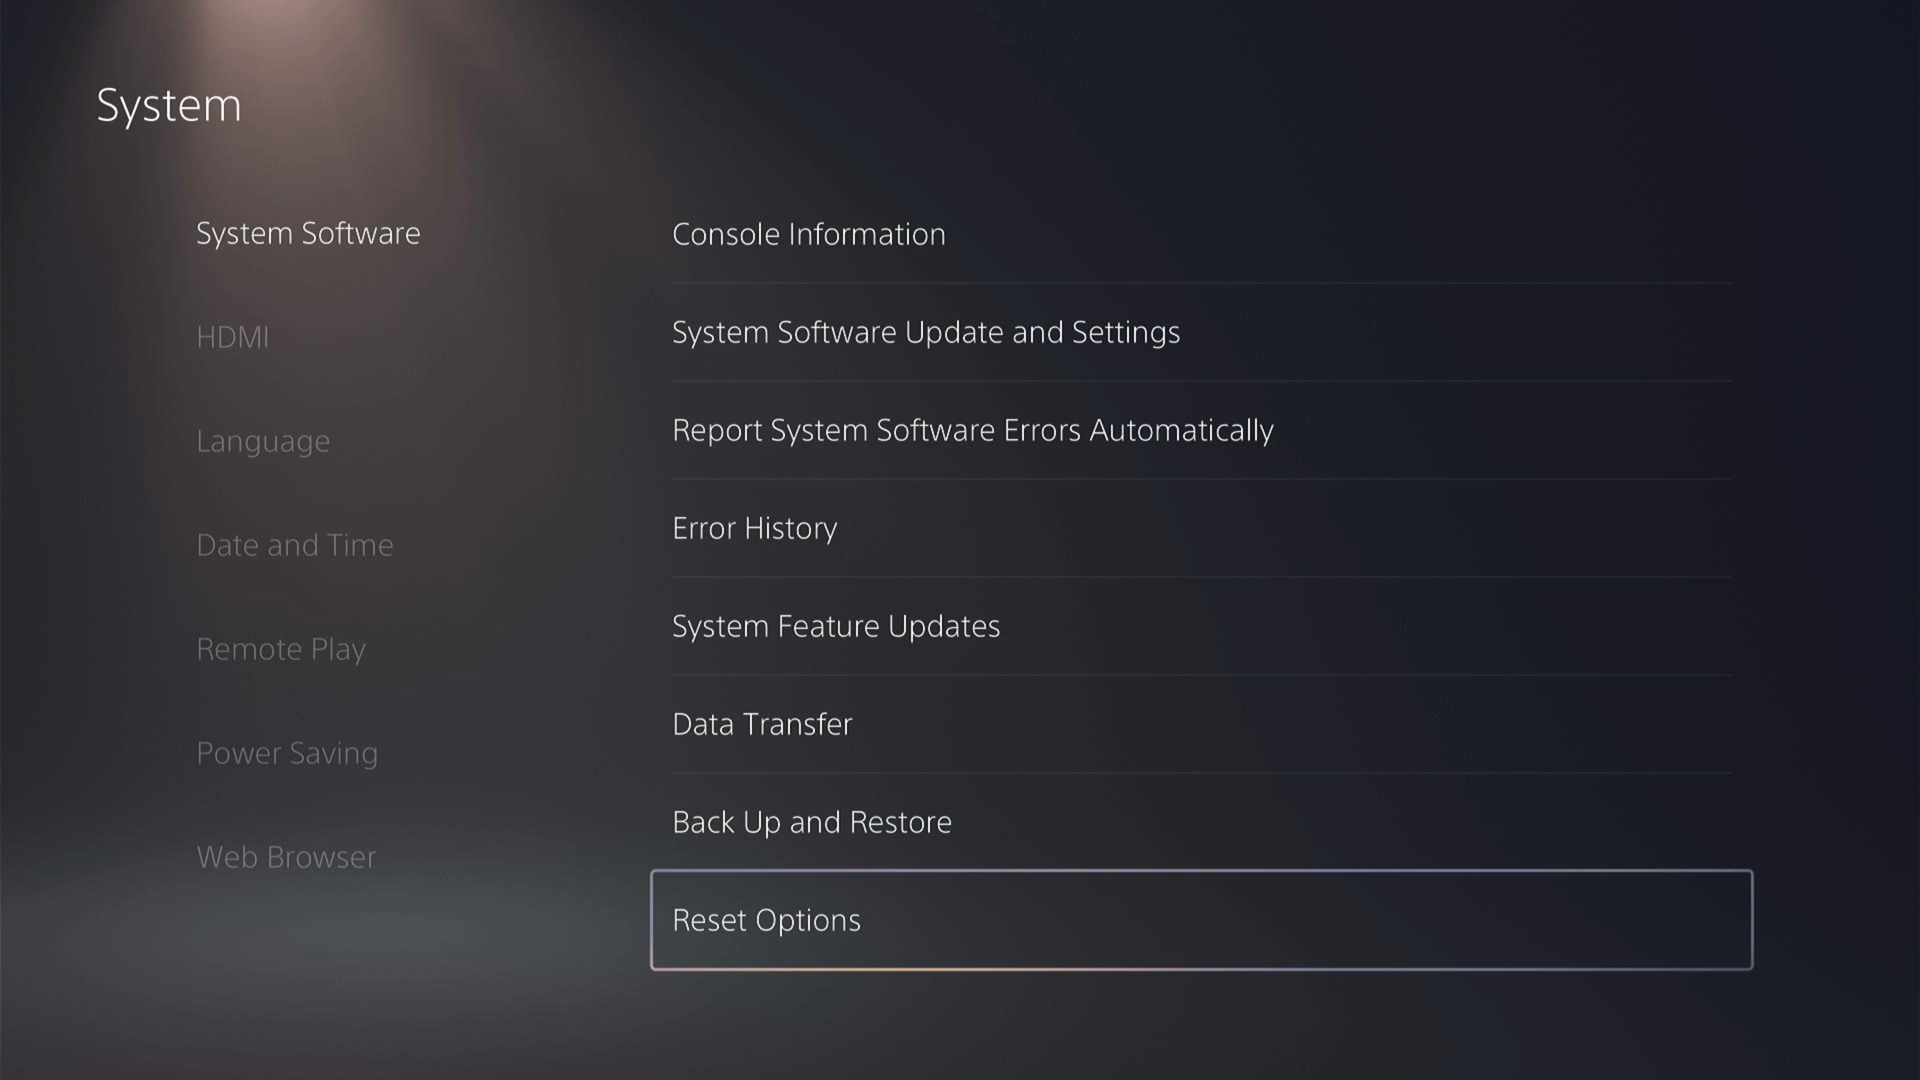 System
System Software
HDMI
Language
Date and Time
Remote Play
Power Saving
Web Browser
Console Information
System Software Update and Settings
Report System Software Errors Automatically
Error History
System Feature Updates
Data Transfer
Back Up and Restore
Reset Options